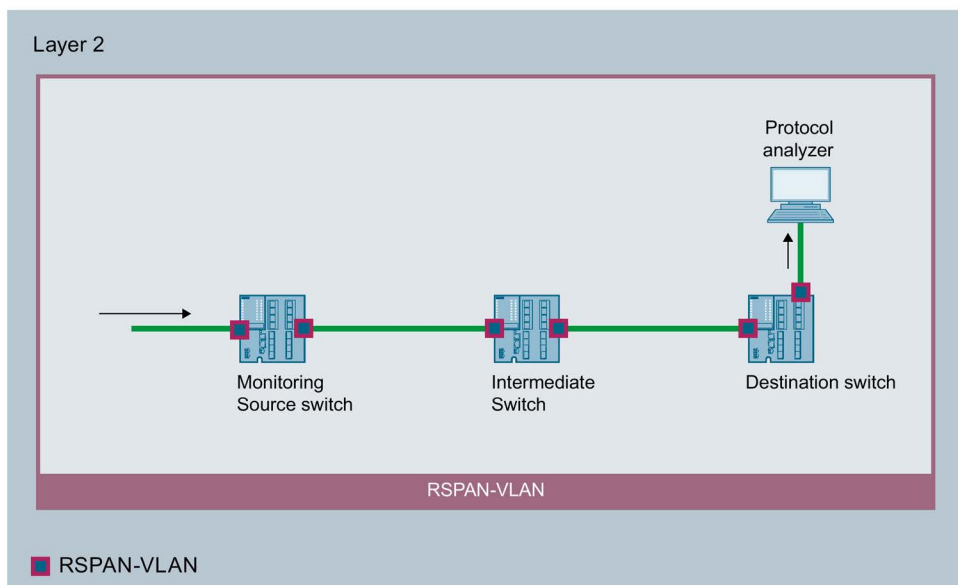 Layer 2
Protocol
analyzer
Monitoring
Source switch
Intermediate
Switch
Destination switch
RSPAN-VLAN
RSPAN-VLAN